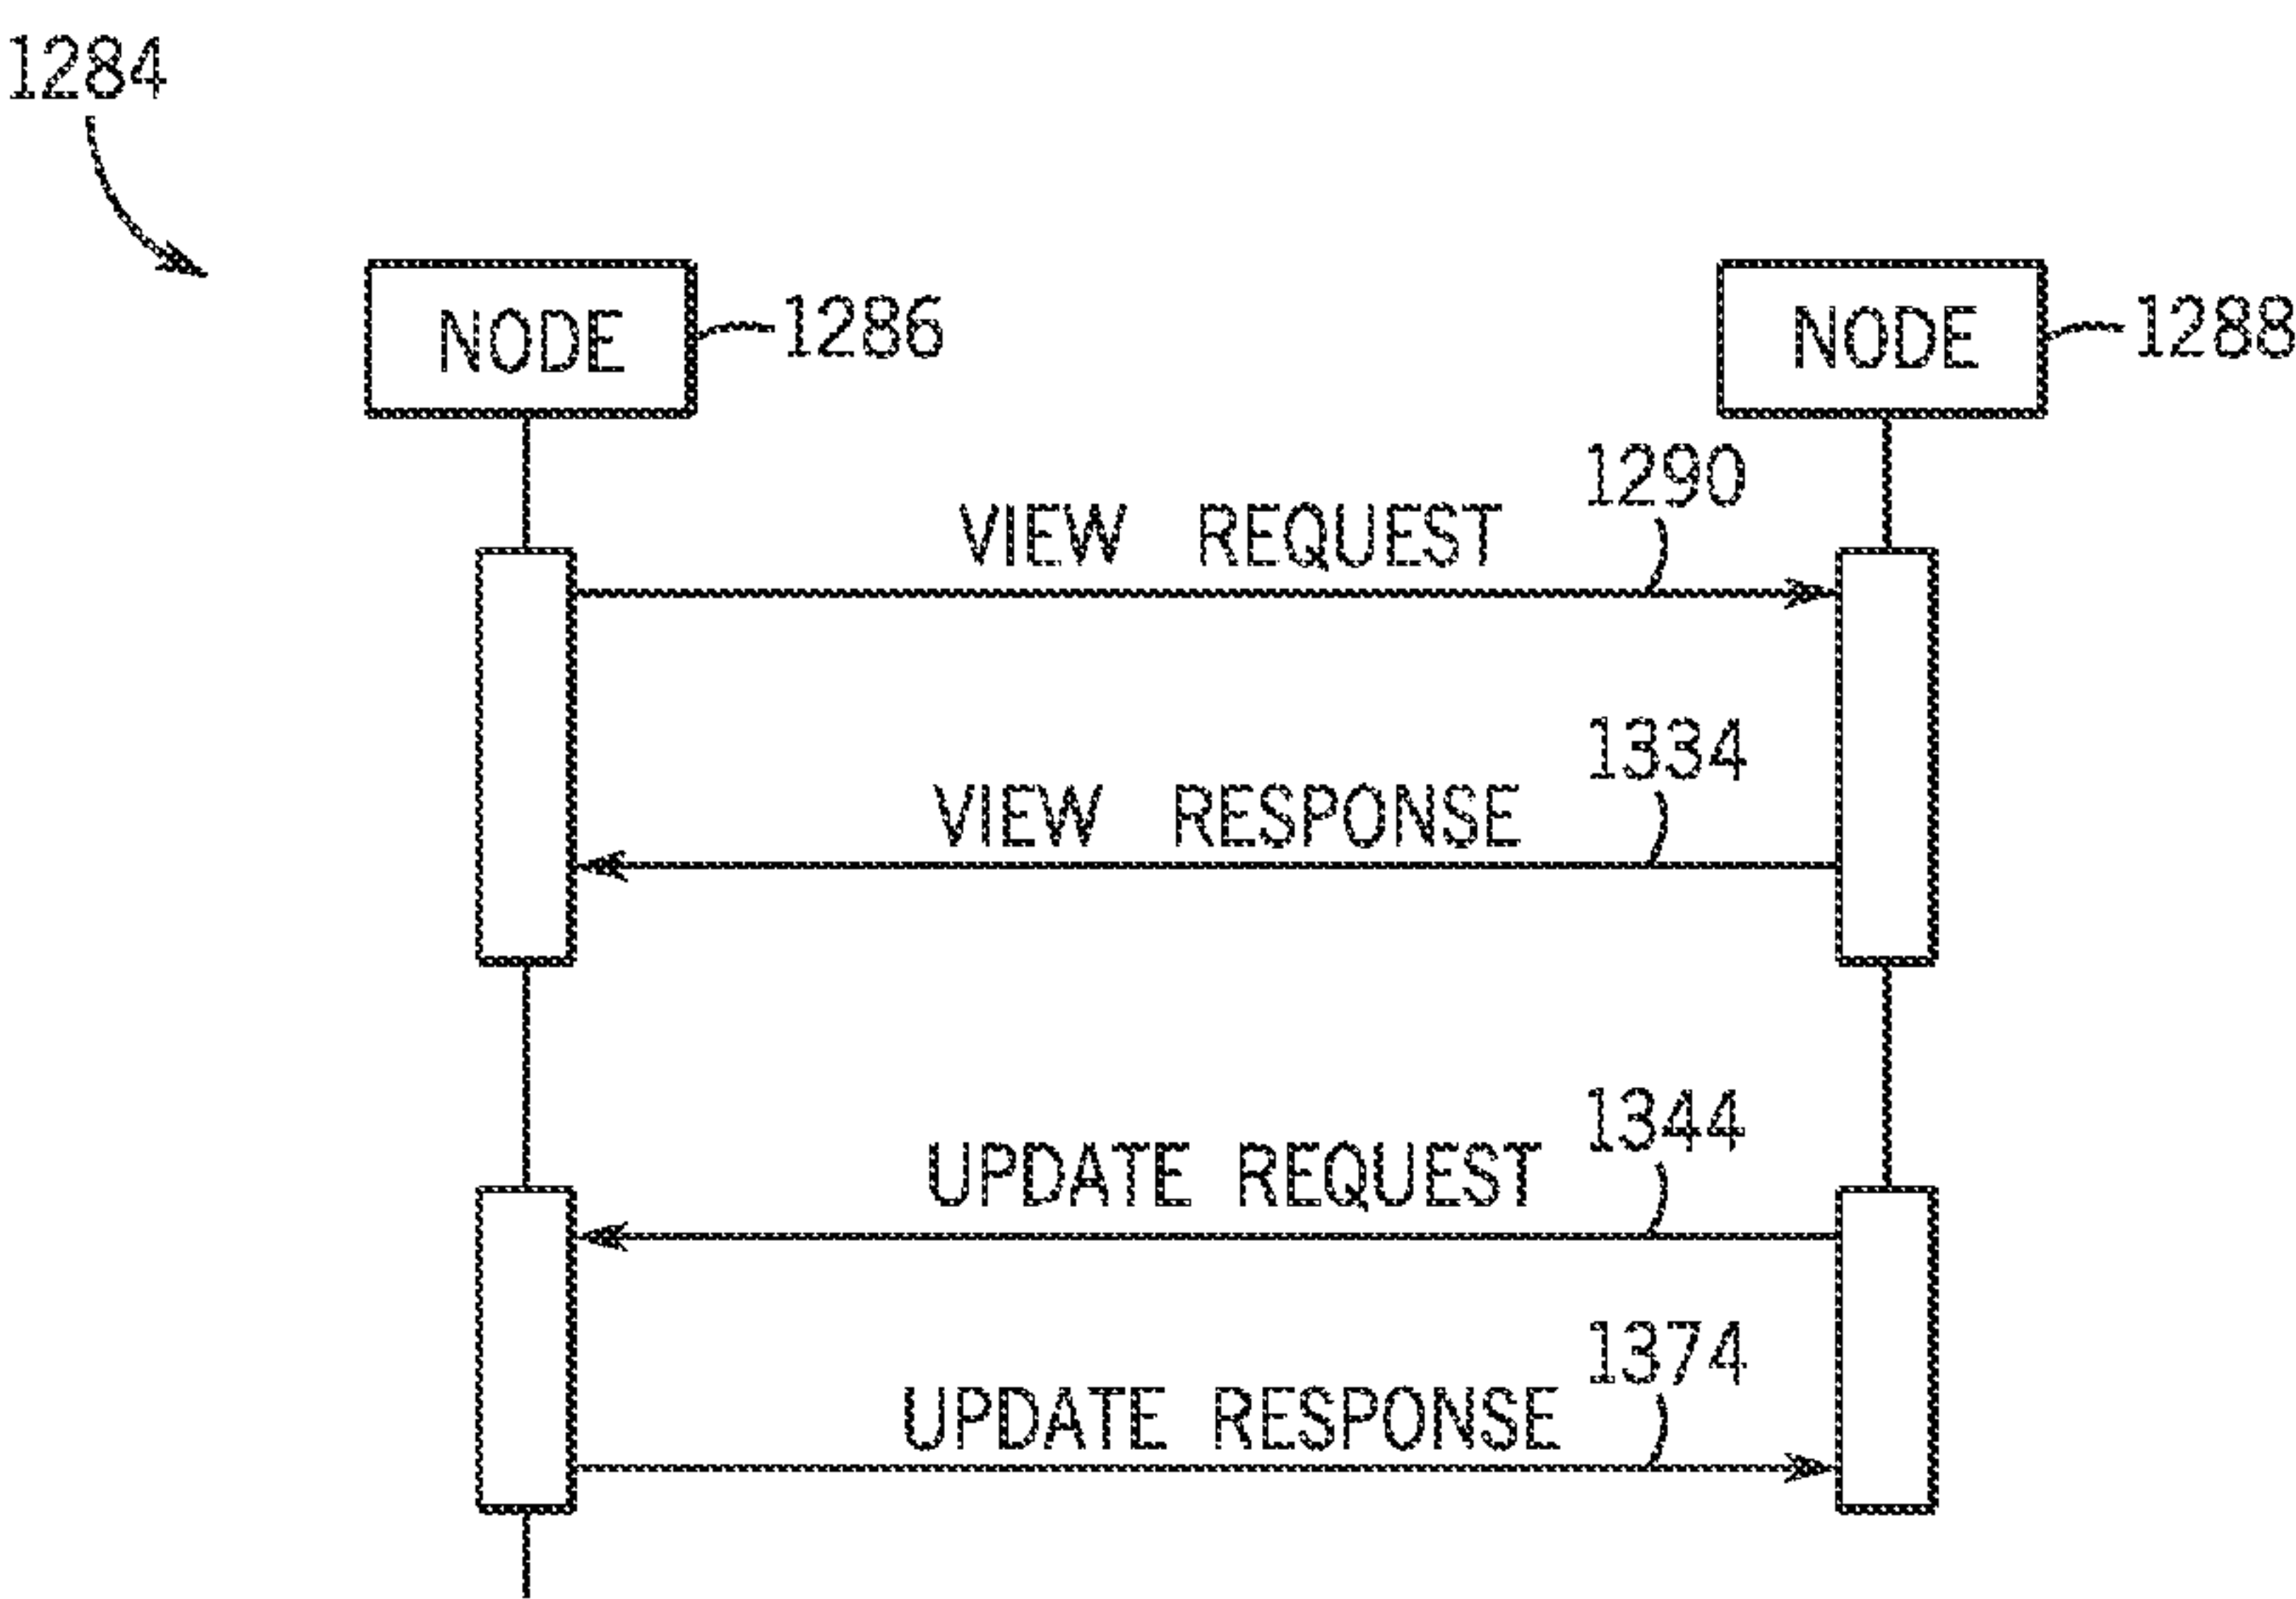 1284
NODE
1286
NODE
1288
1290
VIEW REQUEST
1334
VIEW RESPONSE
1344
UPDATE REQUEST
1374
UPDATE RESPONSE